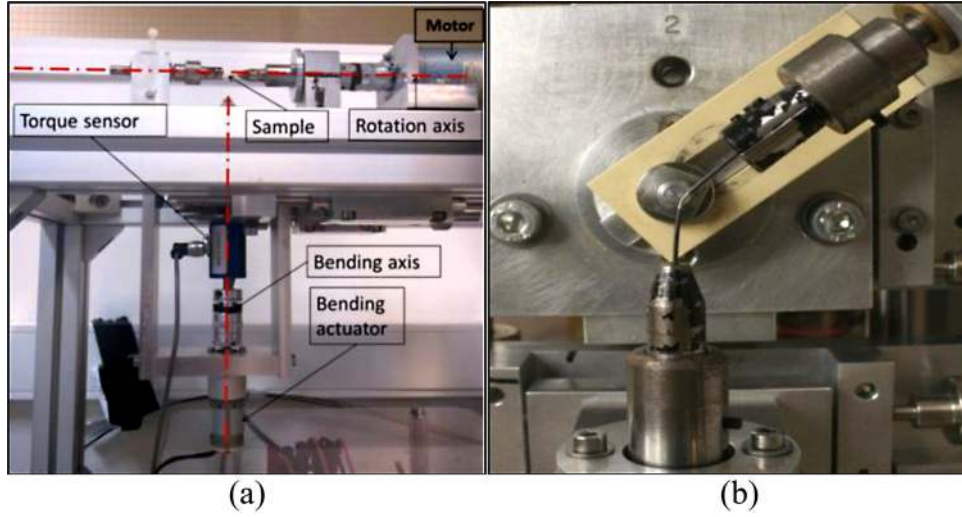 Motor
Torque sensor
Sample
Rotation axis
Bending axis
Bending
actuator
2
(a)
(b)